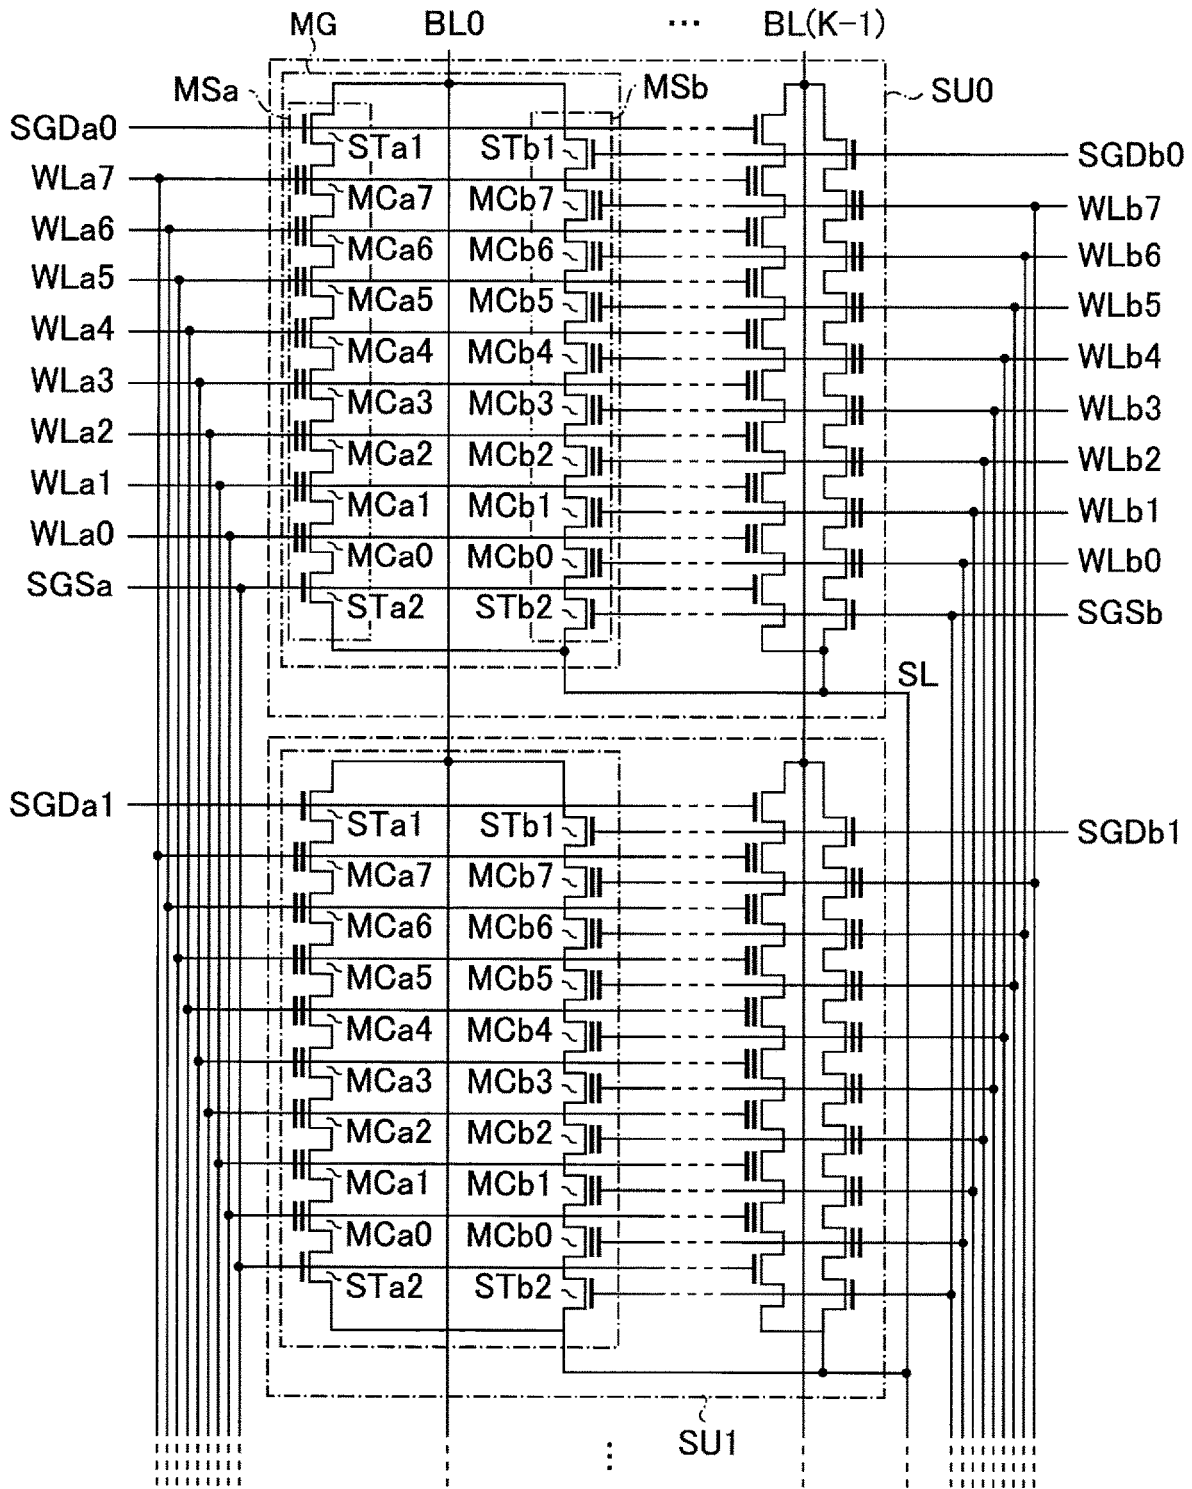 MG BL0 ... BL(K-1)
MSa MSb SU0
SGDa0 STa1 STb1 SGDb0
WLa7 MCa7 MCb7 WLb7
WLa6 MCa6 MCb6 WLb6
WLa5 MCa5 MCb5 WLb5
WLa4 MCa4 MCb4 WLb4
WLa3 MCa3 MCb3 WLb3
WLa2 MCa2 MCb2 WLb2
WLa1 MCa1 MCb1 WLb1
WLa0 MCa0 MCb0 WLb0
SGSa STa2 STb2 SGSb
SL
SGDa1 STa1 STb1 SGDb1
MCa7 MCb7
MCa6 MCb6
MCa5 MCb5
MCa4 MCb4
MCa3 MCb3
MCa2 MCb2
MCa1 MCb1
MCa0 MCb0
STa2 STb2
SU1